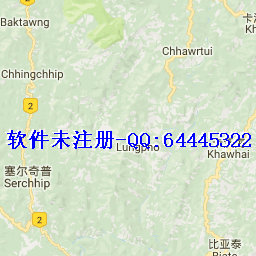 Baktawng
Chhawrtui
Chhingchhip
2
软件未注册-QQ:64445322
Lungpho
Khawhai
塞尔奇普
Serchhip
2
比亚泰